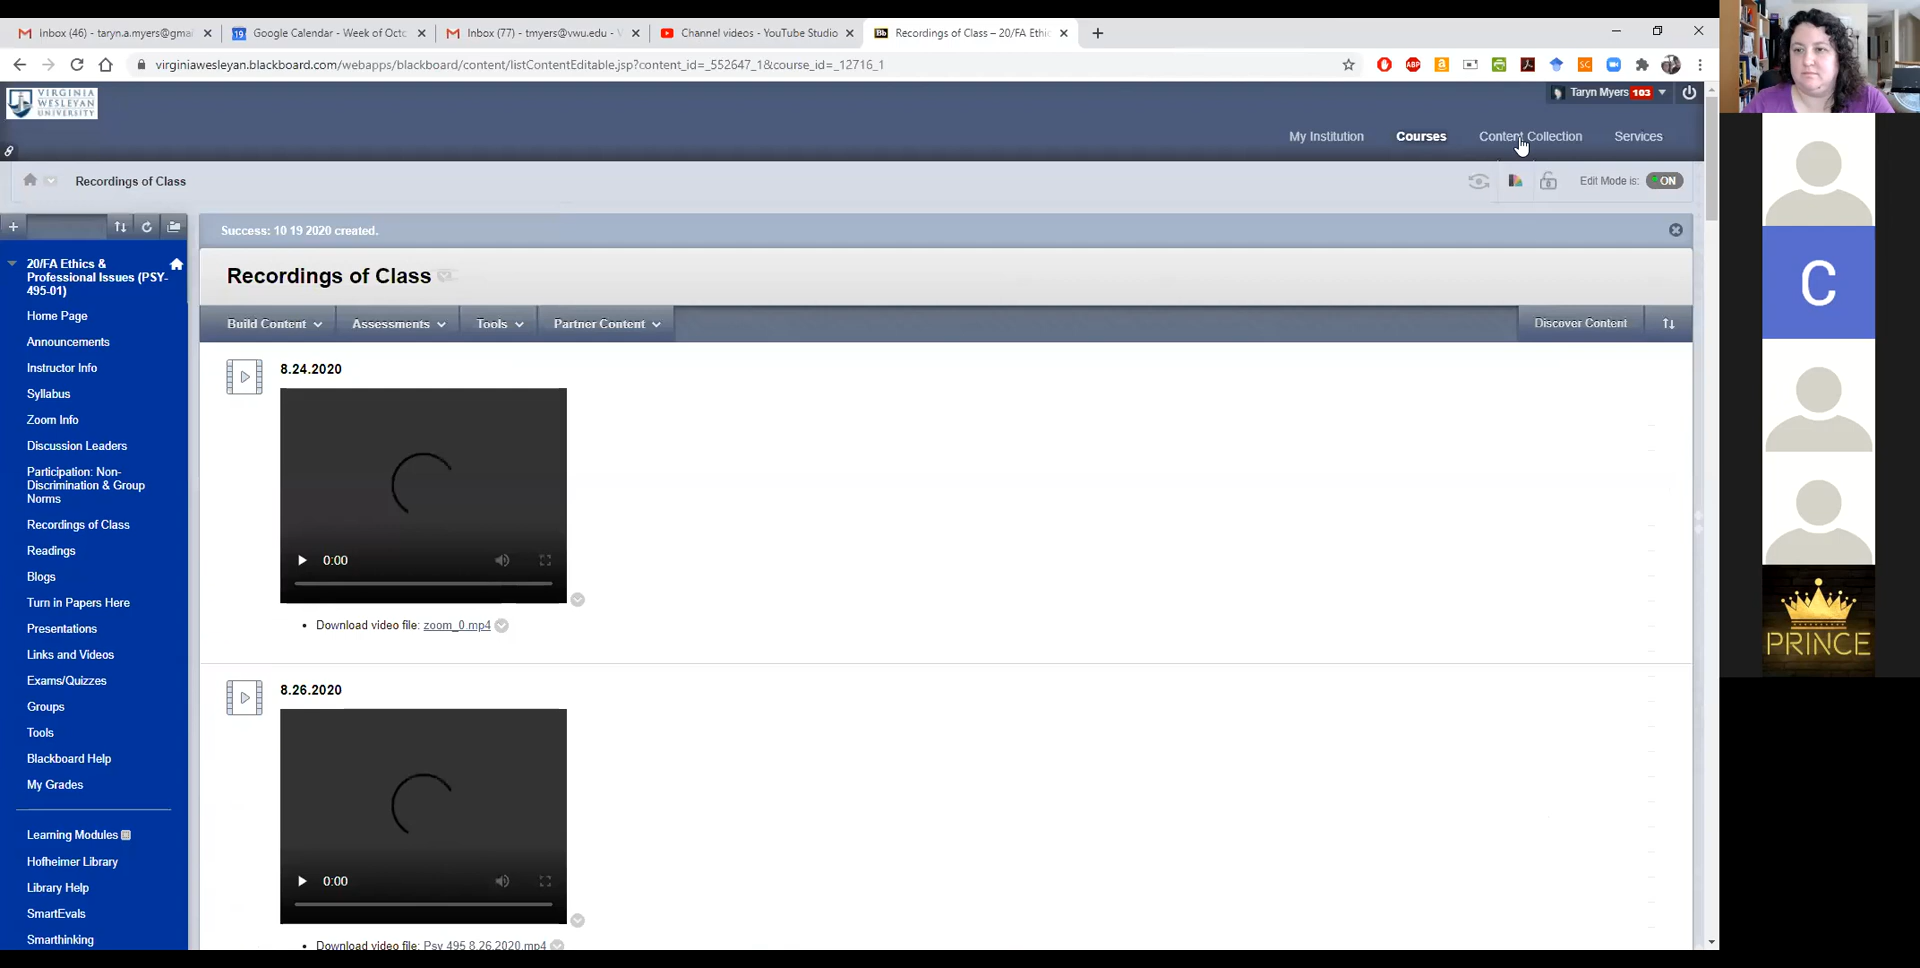 Inbox (46) - taryn.a.myers@gma
Google Calendar - Week of Octo
Inbox (77) - tmyers@vwu.edu - V
Channel videos - YouTube Studio
Recordings of Class – 20/FA Ethic
virginiawesleyan.blackboard.com/webapps/blackboard/content/listContentEditable.jsp?content_id=_552647_1&course_id=_12716_1
VIRGINIA
WESLEYAN
UNIVERSITY
Taryn Myers 103
My Institution
Courses
Content Collection
Services
Recordings of Class
Edit Mode is: ON
Success: 10 19 2020 created.
20/FA Ethics &
Professional Issues (PSY-
495-01)
Home Page
Announcements
Instructor Info
Syllabus
Zoom Info
Discussion Leaders
Participation: Non-
Discrimination & Group
Norms
Recordings of Class
Readings
Blogs
Turn in Papers Here
Presentations
Links and Videos
Exams/Quizzes
Groups
Tools
Blackboard Help
My Grades
Learning Modules
Hofheimer Library
Library Help
SmartEvals
Smarthinking
Recordings of Class
Build Content
Assessments
Tools
Partner Content
Discover Content
8.24.2020
0:00
Download video file: zoom_0.mp4
8.26.2020
0:00
Download video file: Psy 495 8.26.2020.mp4
C
PRINCE